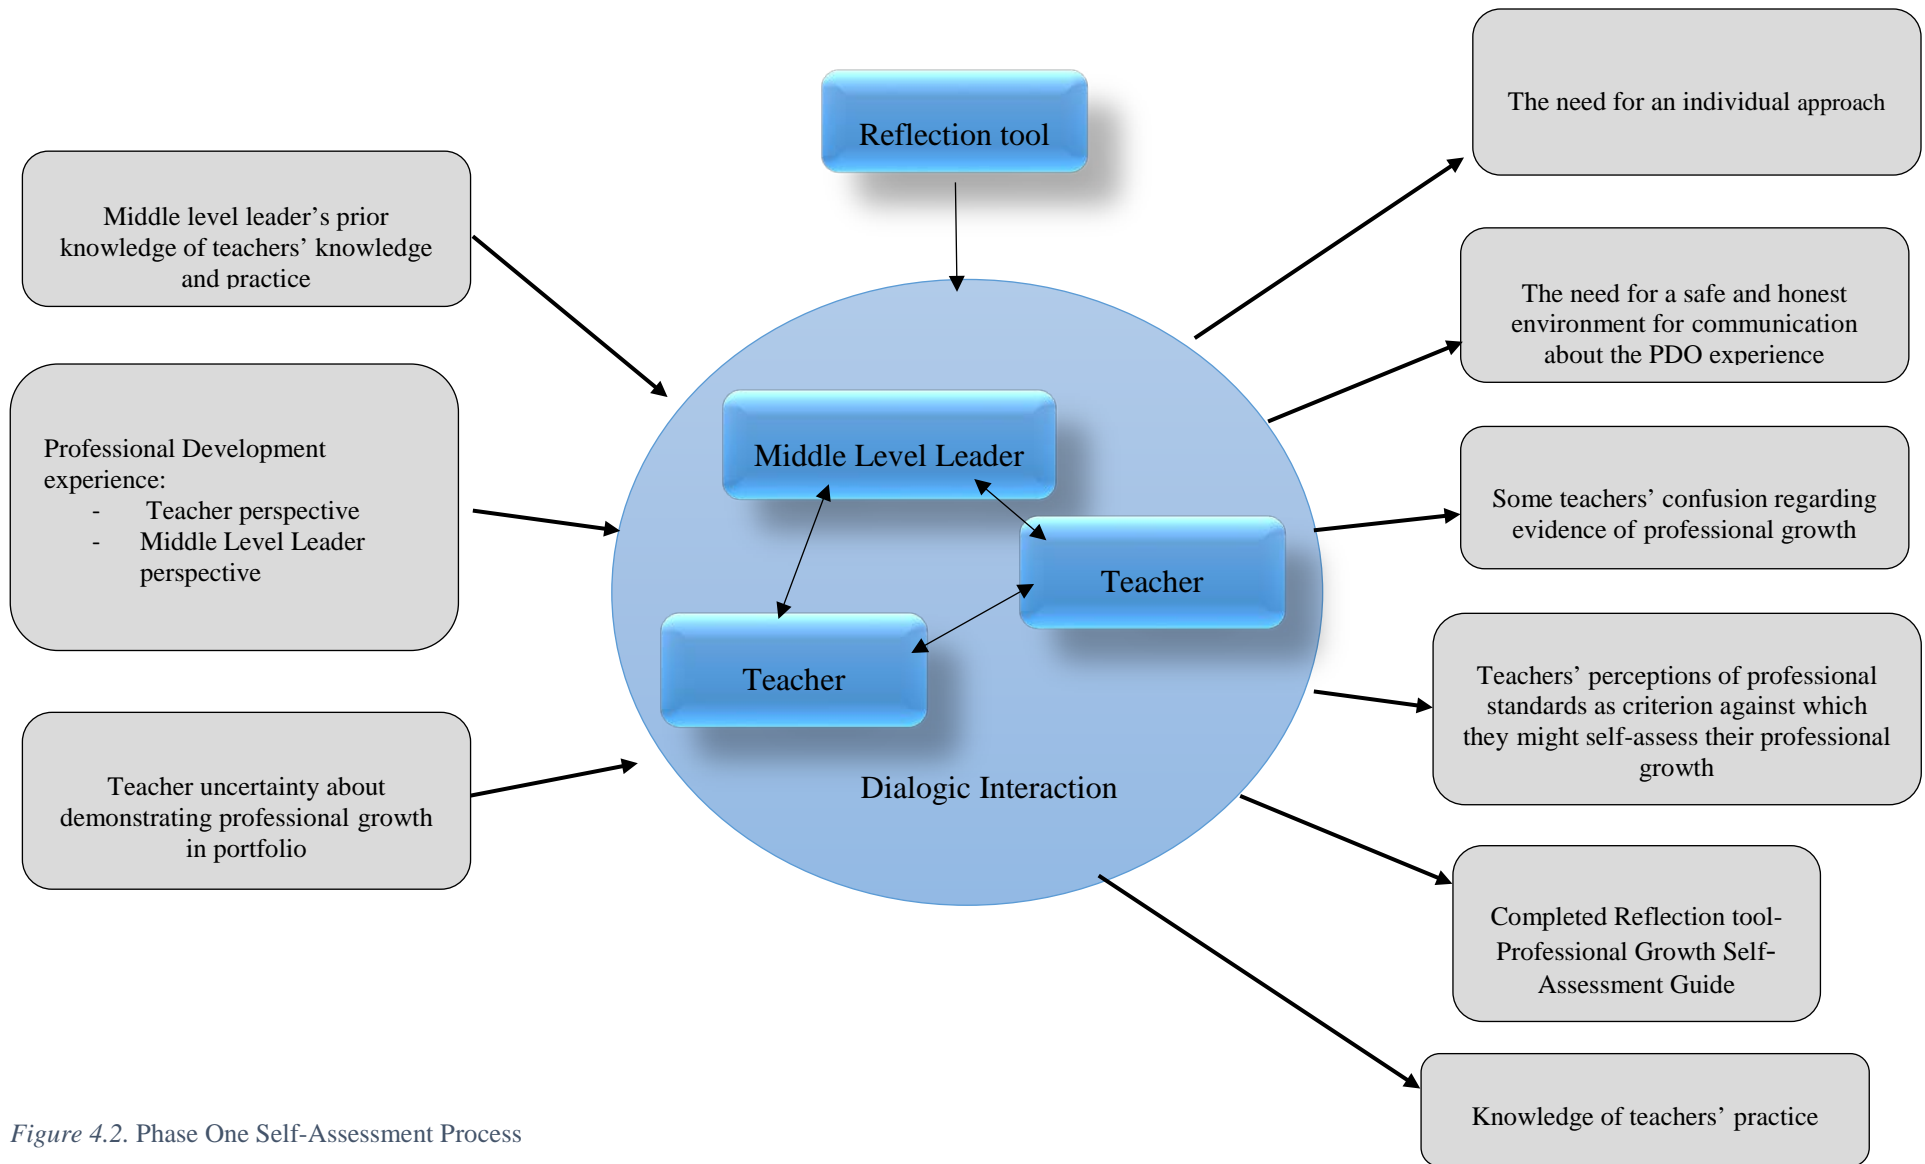 Reflection tool
Middle level leader’s prior
knowledge of teachers’ knowledge
and practice
Professional Development
experience:
- Teacher perspective
- Middle Level Leader
perspective
Teacher uncertainty about
demonstrating professional growth
in portfolio
Middle Level Leader
Teacher
Teacher
Dialogic Interaction
The need for an individual approach
The need for a safe and honest
environment for communication
about the PDO experience
Some teachers’ confusion regarding
evidence of professional growth
Teachers’ perceptions of professional
standards as criterion against which
they might self-assess their professional
growth
Completed Reflection tool-
Professional Growth Self-
Assessment Guide
Knowledge of teachers’ practice
Figure 4.2. Phase One Self-Assessment Process